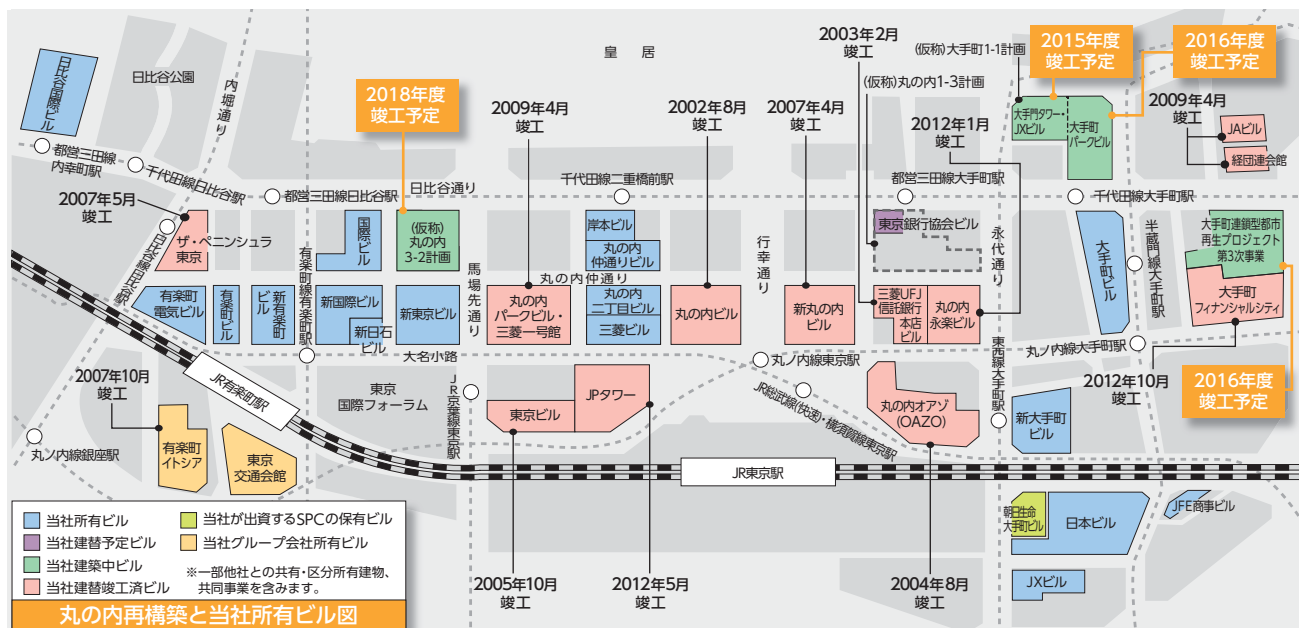 皇 居
日比谷国際ビル
日比谷公園
内堀通り
2018年度
竣工予定
2009年4月
竣工
2002年8月
竣工
2007年4月
竣工
2003年2月
竣工
(仮称)丸の内1-3計画
2012年1月
竣工
(仮称)大手町1-1計画
2015年度
竣工予定
2016年度
竣工予定
2009年4月
竣工
大手門タワー・
JXビル
大手町
パークビル
JAビル
経団連会館
都営三田線
内幸町駅
千代田線日比谷駅
都営三田線日比谷駅
日比谷通り
千代田線二重橋前駅
都営三田線大手町駅
千代田線大手町駅
2007年5月
竣工
ザ・ペニンシュラ
東京
日比谷線日比谷駅
有楽町線有楽町駅
国際ビル
(仮称)
丸の内
3-2計画
馬場先通り
岸本ビル
丸の内
仲通りビル
丸の内仲通り
行幸通り
東京銀行協会ビル
永代通り
大手町ビル
半蔵門線大手町駅
大手町連鎖型都市
再生プロジェクト
第3次事業
有楽町
電気ビル
有楽町ビル
新有楽町
ビル
新国際ビル
新日石
ビル
新東京ビル
丸の内
パークビル・
三菱一号館
丸の内
二丁目ビル
三菱ビル
丸の内ビル
新丸の内
ビル
三菱UFJ
信託銀行
本店
ビル
丸の内
永楽ビル
大手町
フィナンシャルシティ
大名小路
丸ノ内線東京駅
東西線大手町駅
丸ノ内線大手町駅
2012年10月
竣工
2016年度
竣工予定
JR有楽町駅
2007年10月
竣工
東京
国際フォーラム
JR京葉線東京駅
東京ビル
JPタワー
JR総武線(快速)・横須賀線東京駅
丸の内オアゾ
(OAZO)
新大手町
ビル
丸ノ内線銀座駅
有楽町
イトシア
東京
交通会館
JR東京駅
朝日生命
大手町ビル
日本ビル
JFE商事ビル
JXビル
2005年10月
竣工
2012年5月
竣工
2004年8月
竣工
当社所有ビル
当社建替予定ビル
当社建築中ビル
当社建替竣工済ビル
当社が出資するSPCの保有ビル
当社グループ会社所有ビル
※一部他社との共有・区分所有建物、
共同事業を含みます。
丸の内再構築と当社所有ビル図